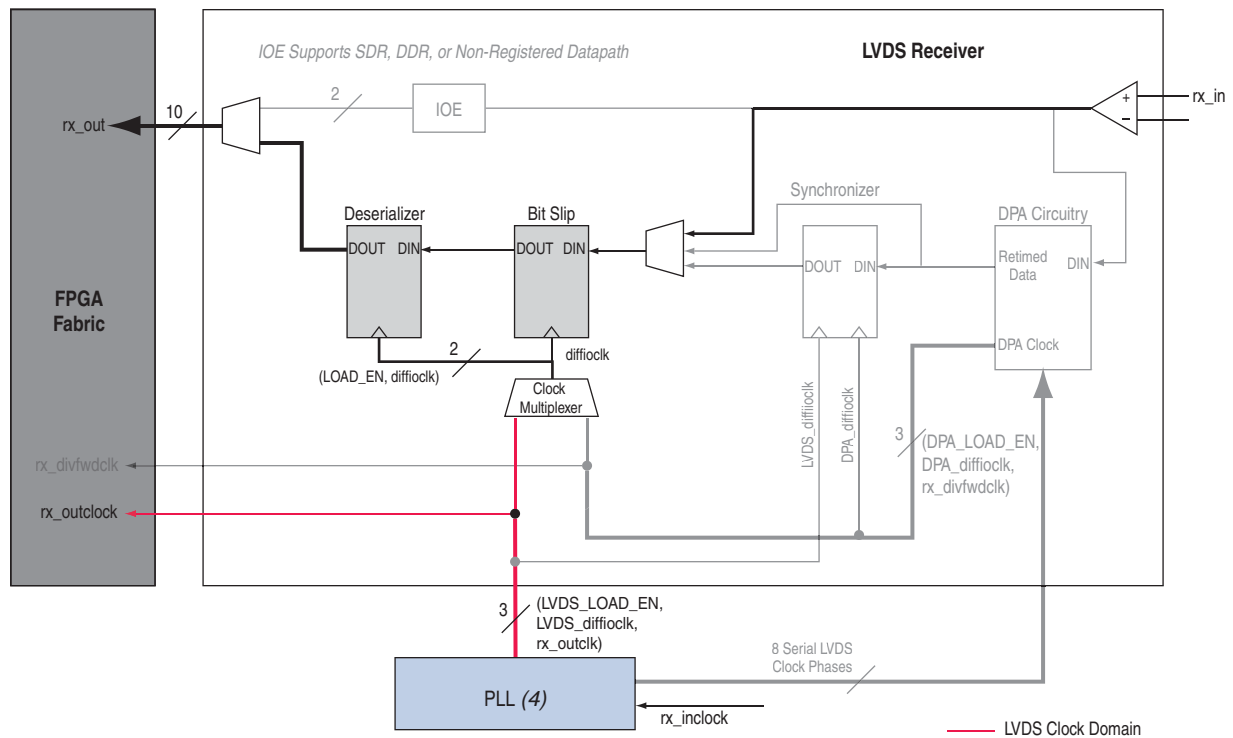 IOE Supports SDR, DDR, or Non-Registered Datapath
LVDS Receiver
2
IOE
+
−
rx_in
10
rx_out
Synchronizer
Deserializer
Bit Slip
DPA Circuitry
DOUT DIN
DOUT DIN
DOUT DIN
Retimed
Data
DIN
FPGA
Fabric
DPA Clock
2
diffioclk
(LOAD_EN, diffioclk)
Clock
Multiplexer
LVDS_diffiioclk
DPA_diffioclk
3
(DPA_LOAD_EN,
DPA_diffioclk,
rx_divfwdclk)
rx_divfwdclk
rx_outclock
3
(LVDS_LOAD_EN,
LVDS_diffioclk,
rx_outclk)
8 Serial LVDS
Clock Phases
PLL (4)
rx_inclock
LVDS Clock Domain